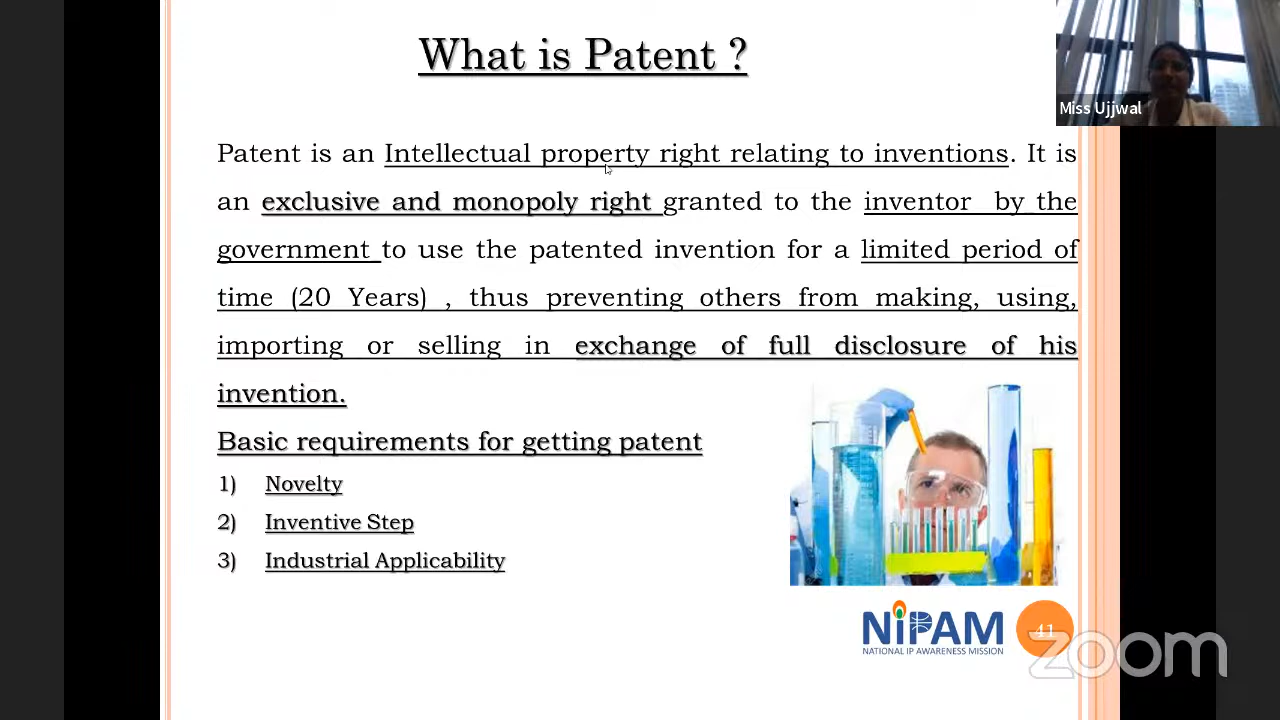 What is Patent ?
Miss Ujjwal
Patent is an Intellectual property right relating to inventions. It is
an exclusive and monopoly right granted to the inventor by the
government to use the patented invention for a limited period of
time (20 Years) , thus preventing others from making, using,
importing or selling in exchange of full disclosure of his
invention.
Basic requirements for getting patent
1) Novelty
2) Inventive Step
3) Industrial Applicability
NIPAM
NATIONAL IP AWARENESS MISSION
41
zoom